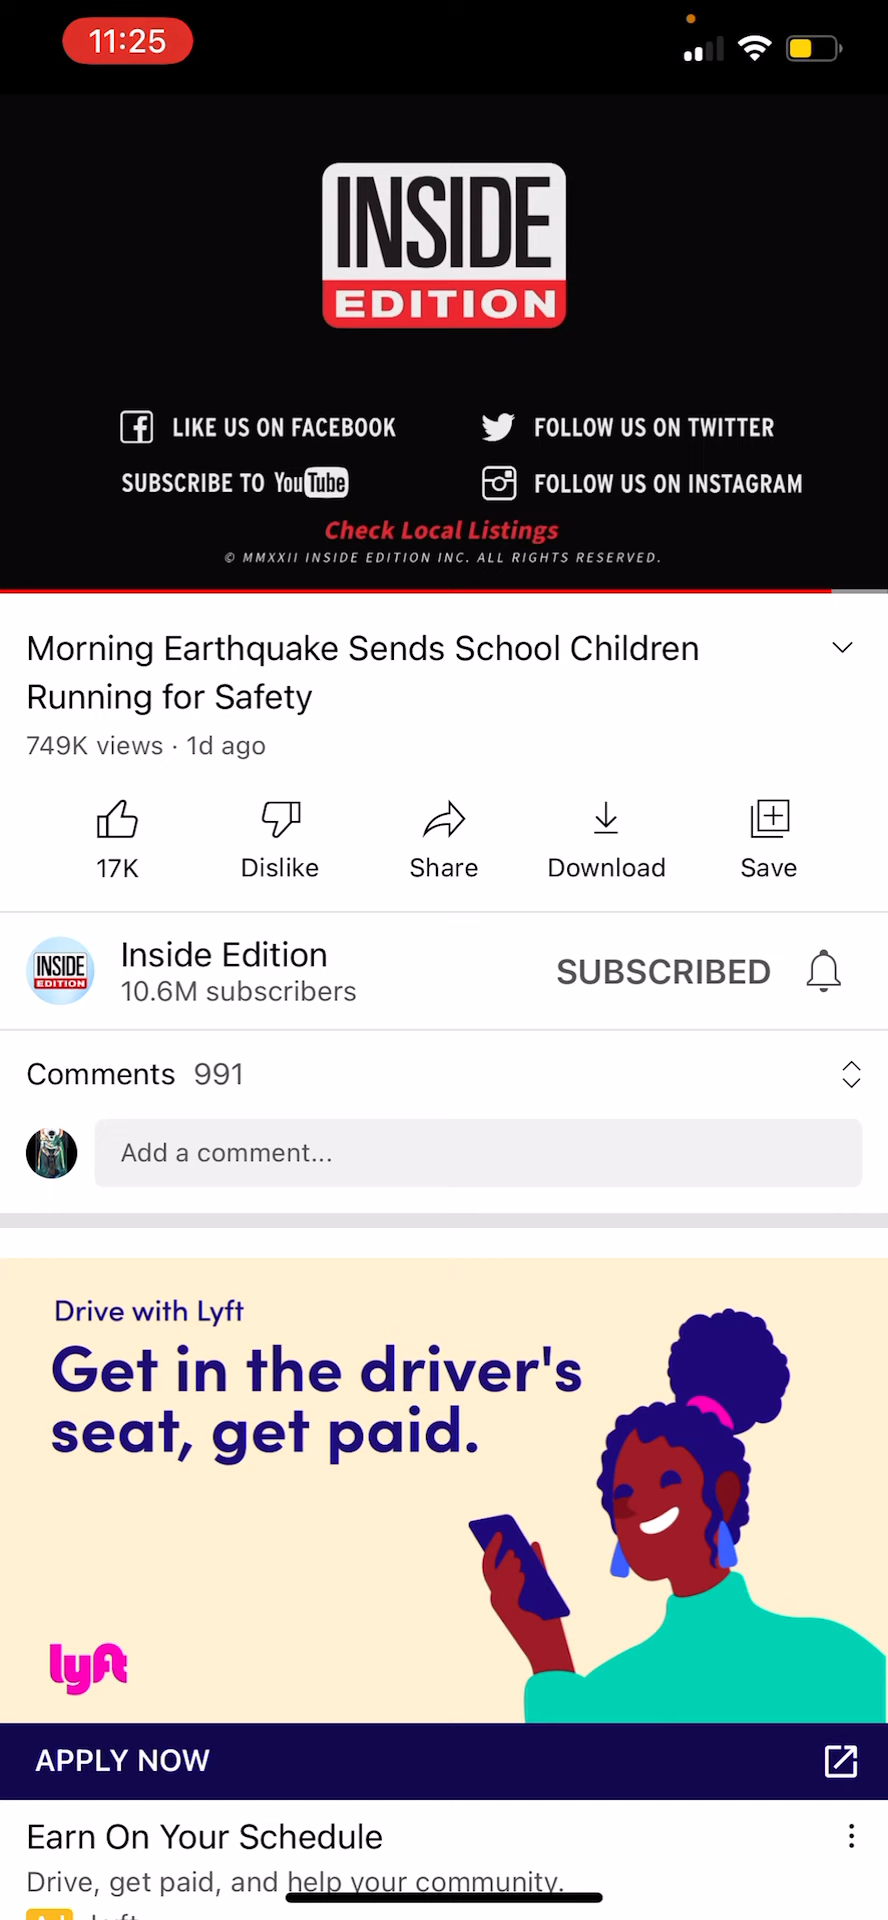 11:25
INSIDE
EDITION
LIKE US ON FACEBOOK
FOLLOW US ON TWITTER
SUBSCRIBE TO YouTube
FOLLOW US ON INSTAGRAM
Check Local Listings
© MMXXII INSIDE EDITION INC. ALL RIGHTS RESERVED.
Morning Earthquake Sends School Children
Running for Safety
749K views · 1d ago
17K
Dislike
Share
Download
Save
INSIDE
EDITION
Inside Edition
10.6M subscribers
SUBSCRIBED
Comments 991
Add a comment...
Drive with Lyft
Get in the driver's
seat, get paid.
lyft
APPLY NOW
Earn On Your Schedule
Drive, get paid, and help your community.
Ad Lyft